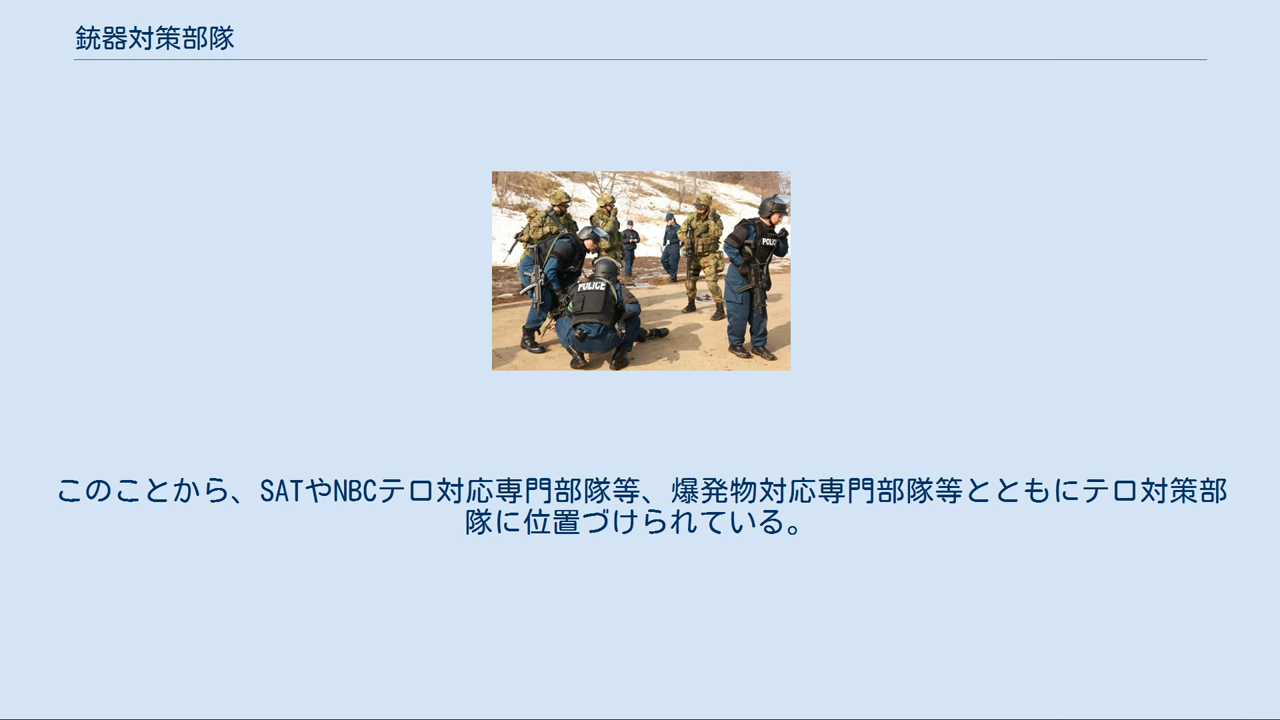 銃器対策部隊
POLICE
このことから、SATやNBCテロ対応専門部隊等、爆発物対応専門部隊等とともにテロ対策部
隊に位置づけられている。